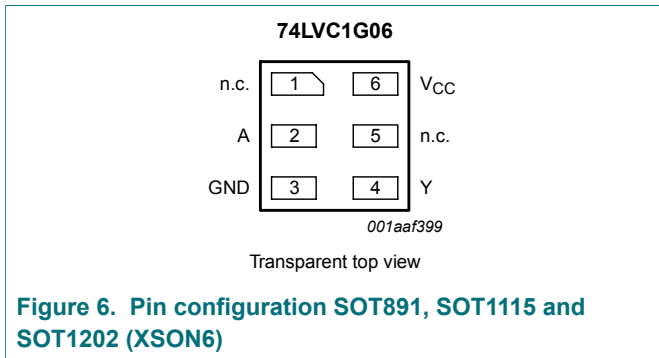 74LVC1G06
n.c. 1 6 VCC
A 2 5 n.c.
GND 3 4 Y
001aaf399
Transparent top view
Figure 6. Pin configuration SOT891, SOT1115 and
SOT1202 (XSON6)